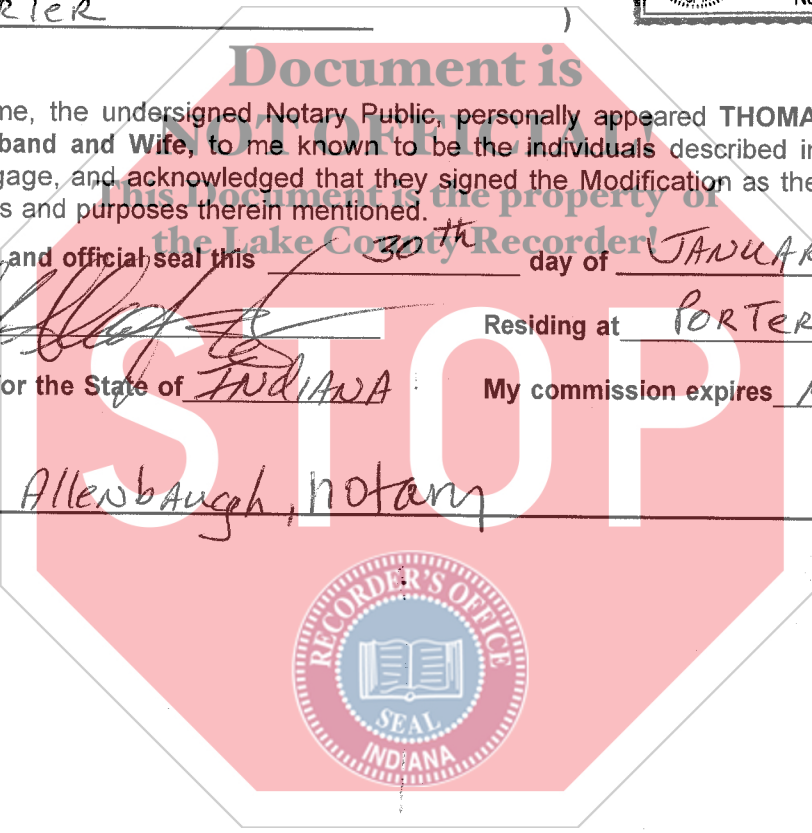 RTER )
Document is
me, the undersigned Notary Public, personally appeared THOMA
NOT OFFICIAL!
band and Wife, to me known to be the individuals described in
gage, and acknowledged that they signed the Modification as the
This Document is the property of
s and purposes therein mentioned.
the Lake County Recorder!
and official seal this 30th day of JANUAR
Residing at PORTER
for the State of INDIANA My commission expires
STOP
Allenbaugh, notary
RECORDER'S OFFICE
SEAL
INDIANA